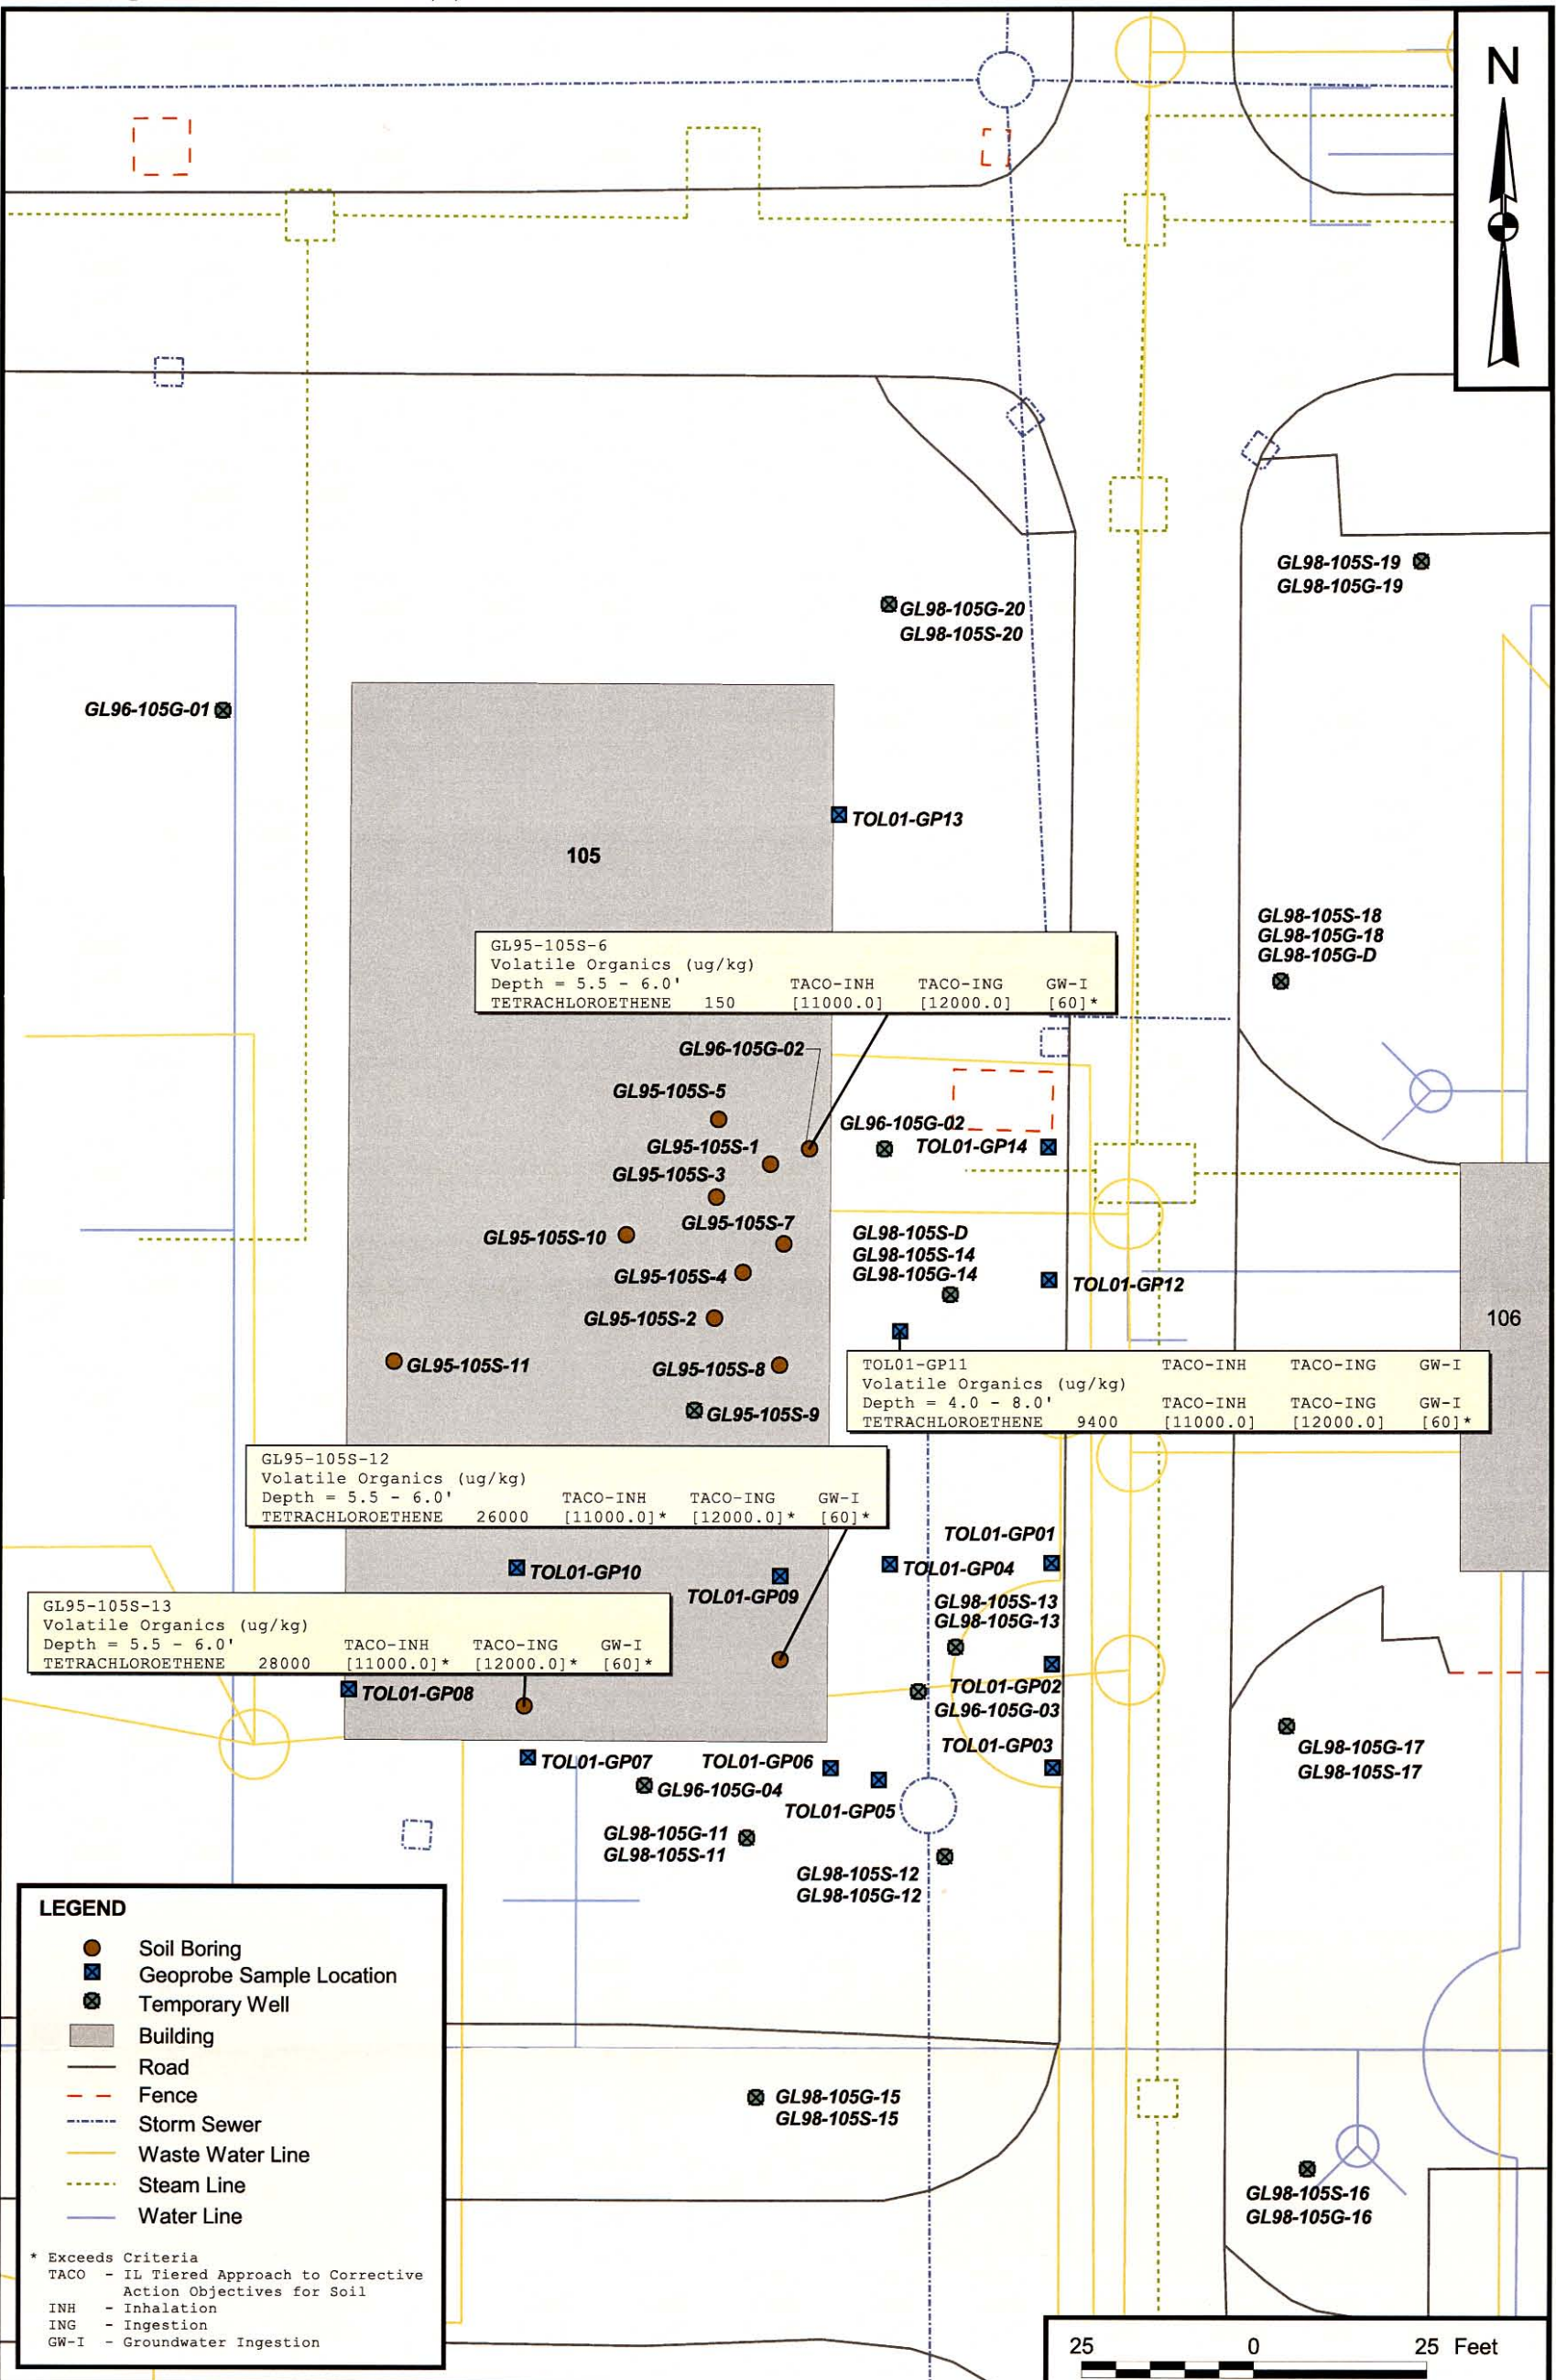 N
GL98-105S-19
GL98-105G-19
GL98-105G-20
GL98-105S-20
GL96-105G-01
TOL01-GP13
105
GL98-105S-18
GL98-105G-18
GL98-105G-D
GL95-105S-6
Volatile Organics (ug/kg)
Depth = 5.5 - 6.0' TACO-INH TACO-ING GW-I
TETRACHLOROETHENE 150 [11000.0] [12000.0] [60]*
GL96-105G-02
GL95-105S-5
GL96-105G-02
GL95-105S-1
TOL01-GP14
GL95-105S-3
GL95-105S-7
GL95-105S-10
GL98-105S-D
GL98-105S-14
GL98-105G-14
GL95-105S-4
TOL01-GP12
GL95-105S-2
106
GL95-105S-11
GL95-105S-8
TOL01-GP11 TACO-INH TACO-ING GW-I
Volatile Organics (ug/kg)
Depth = 4.0 - 8.0' TACO-INH TACO-ING GW-I
TETRACHLOROETHENE 9400 [11000.0] [12000.0] [60]*
GL95-105S-9
GL95-105S-12
Volatile Organics (ug/kg)
Depth = 5.5 - 6.0' TACO-INH TACO-ING GW-I
TETRACHLOROETHENE 26000 [11000.0]* [12000.0]* [60]*
TOL01-GP01
TOL01-GP10
TOL01-GP04
TOL01-GP09
GL98-105S-13
GL98-105G-13
GL95-105S-13
Volatile Organics (ug/kg)
Depth = 5.5 - 6.0' TACO-INH TACO-ING GW-I
TETRACHLOROETHENE 28000 [11000.0]* [12000.0]* [60]*
TOL01-GP08
TOL01-GP02
GL96-105G-03
TOL01-GP03
GL98-105G-17
GL98-105S-17
TOL01-GP07
TOL01-GP06
GL96-105G-04
TOL01-GP05
GL98-105G-11
GL98-105S-11
GL98-105S-12
GL98-105G-12
LEGEND
Soil Boring
Geoprobe Sample Location
Temporary Well
Building
Road
Fence
Storm Sewer
Waste Water Line
Steam Line
Water Line
* Exceeds Criteria
TACO - IL Tiered Approach to Corrective
Action Objectives for Soil
INH - Inhalation
ING - Ingestion
GW-I - Groundwater Ingestion
GL98-105G-15
GL98-105S-15
GL98-105S-16
GL98-105G-16
25 0 25 Feet